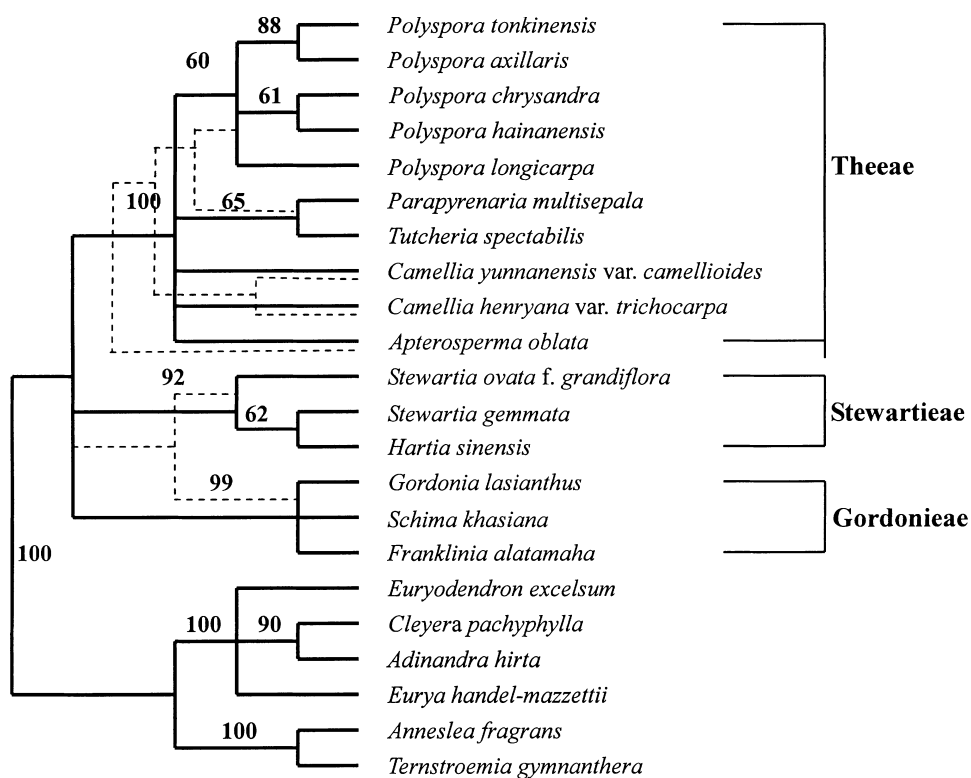 88
Polyspora tonkinensis
60
Polyspora axillaris
61
Polyspora chrysandra
Polyspora hainanensis
Polyspora longicarpa
Theeae
100
65
Parapyrenaria multisepala
Tutcheria spectabilis
Camellia yunnanensis var. camellioides
Camellia henryana var. trichocarpa
Apterosperma oblata
92
Stewartia ovata f. grandiflora
62
Stewartia gemmata
Stewartieae
Hartia sinensis
99
Gordonia lasianthus
Schima khasiana
Gordonieae
100
Franklinia alatamaha
Euryodendron excelsum
100
90
Cleyera pachyphylla
Adinandra hirta
Eurya handel-mazzettii
100
Anneslea fragrans
Ternstroemia gymnanthera